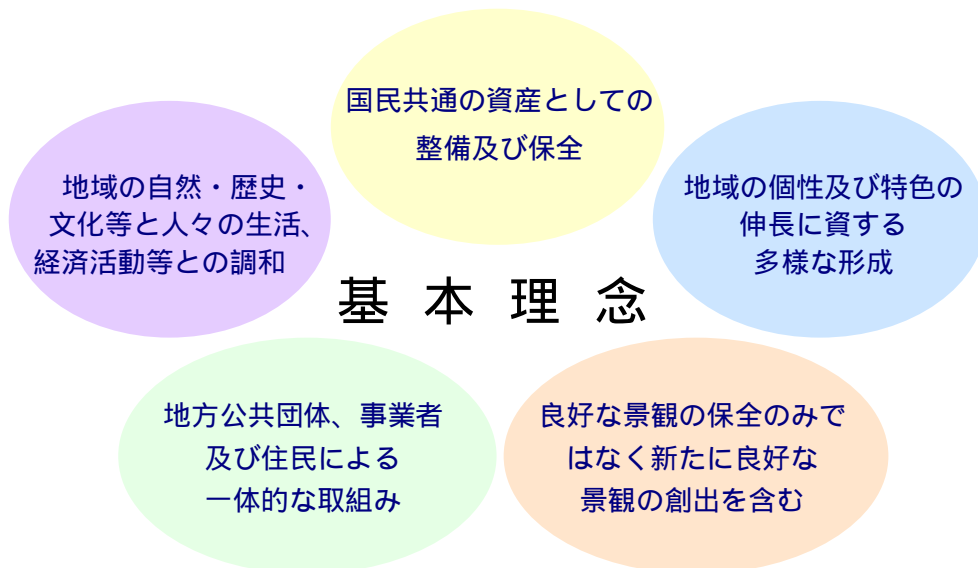 国民共通の資産としての
整備及び保全
地域の自然・歴史・
文化等と人々の生活、
経済活動等との調和
地域の個性及び特色の
伸長に資する
多様な形成
基本理念
地方公共団体、事業者
及び住民による
一体的な取組み
良好な景観の保全のみで
はなく新たに良好な
景観の創出を含む